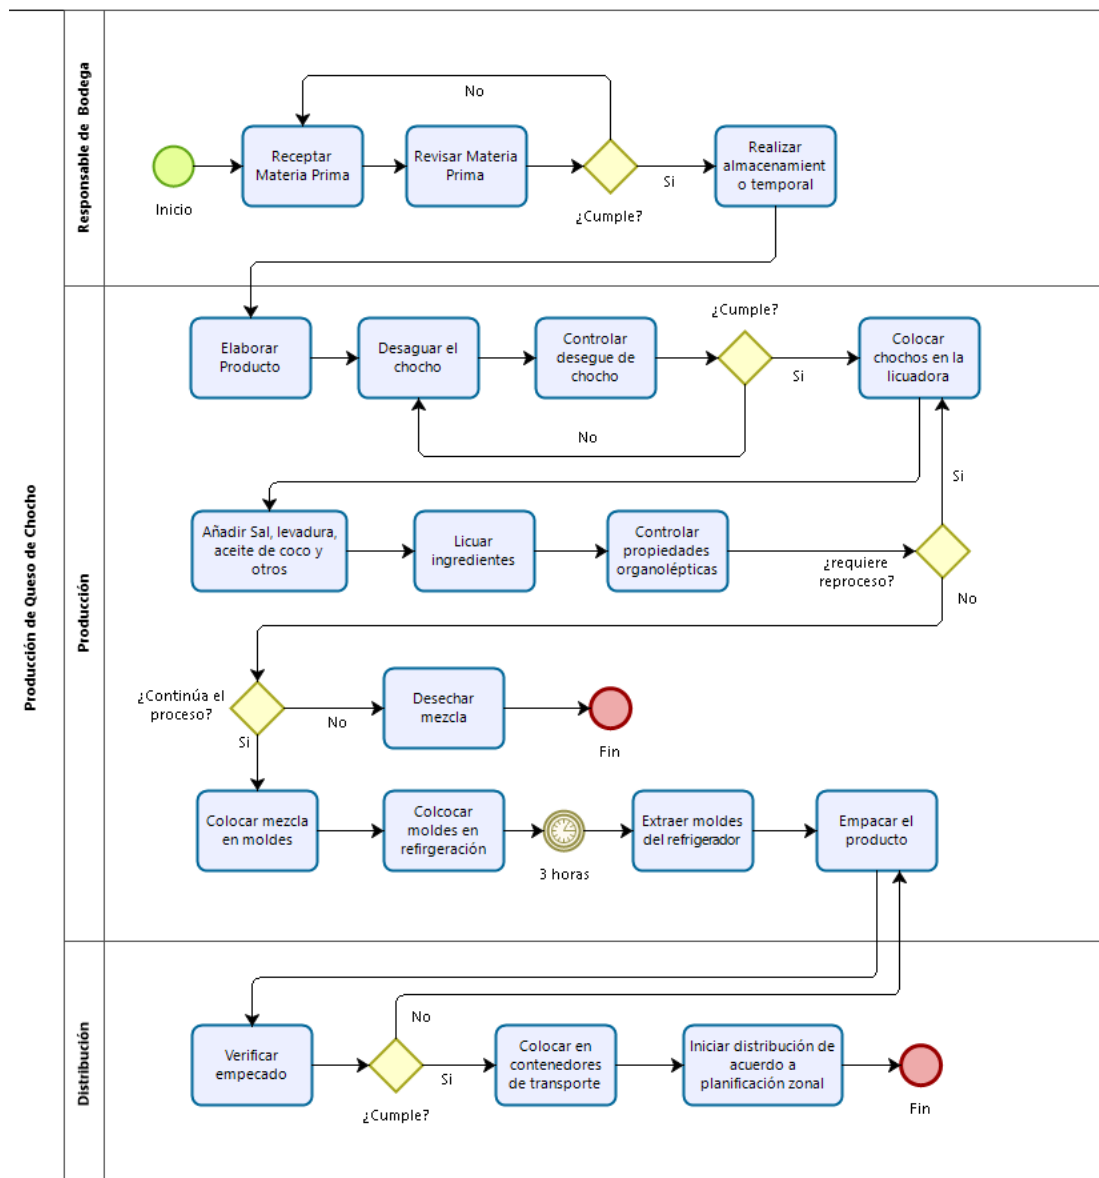 Producción de Queso de Chocho
Responsable de Bodega
No
Receptar
Materia Prima
Revisar Materia
Prima
Realizar
almacenamient
o temporal
Si
Inicio
¿Cumple?
Producción
¿Cumple?
Elaborar
Producto
Desaguar el
chocho
Controlar
desegue de
chocho
Colocar
chochos en la
licuadora
Si
No
Si
Añadir Sal, levadura,
aceite de coco y
otros
Licuar
ingredientes
Controlar
propiedades
organolépticas
¿requiere
reproceso?
No
¿Continúa el
proceso?
No
Desechar
mezcla
Si
Fin
Colocar mezcla
en moldes
Colcocar
moldes en
refirgeración
Extraer moldes
del refrigerador
Empacar el
producto
3 horas
Distribución
No
Verificar
empecado
Si
Colocar en
contenedores
de transporte
Iniciar distribución de
acuerdo a
planificación zonal
¿Cumple?
Fin